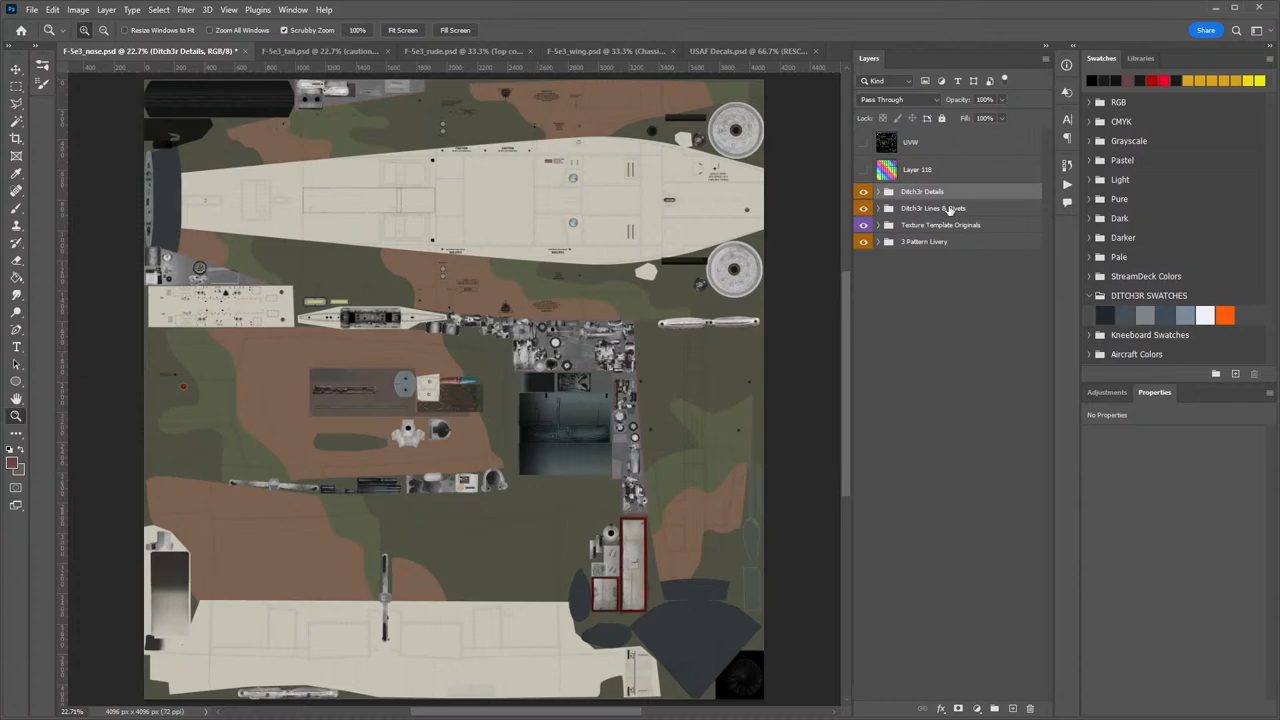 Ps File Edit Image Layer Type Select Filter 3D View Plugins Window Help
Resize Windows to Fit Zoom All Windows Scrubby Zoom 100% Fit Screen Fill Screen Share
F-5e3_nose.psd @ 22.7% (Ditch3r Details, RGB/8) * × F-5e3_tail.psd @ 22.7% (caution... × F-5e3_rude.psd @ 33.3% (Top co... × F-5e3_wing.psd @ 33.3% (Chassi... × USAF Decals.psd @ 66.7% (RESC... ×
Layers
Kind
Pass Through Opacity: 100%
Lock: Fill: 100%
UVW
Layer 118
Ditch3r Details
Ditch3r Lines & Rivets
Texture Template Originals
3 Pattern Livery
Swatches Libraries
RGB
CMYK
Grayscale
Pastel
Light
Pure
Dark
Darker
Pale
StreamDeck Colors
DITCH3R SWATCHES
Kneeboard Swatches
Aircraft Colors
Adjustments Properties
No Properties
22.71% 4096 px x 4096 px (72 ppi)